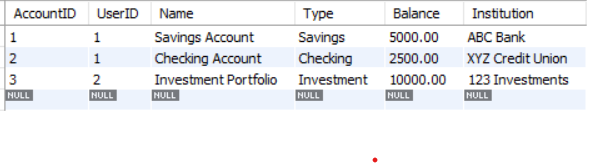 AccountID UserID Name Type Balance Institution
1 1 Savings Account Savings 5000.00 ABC Bank
2 1 Checking Account Checking 2500.00 XYZ Credit Union
3 2 Investment Portfolio Investment 10000.00 123 Investments
NULL NULL NULL NULL NULL NULL